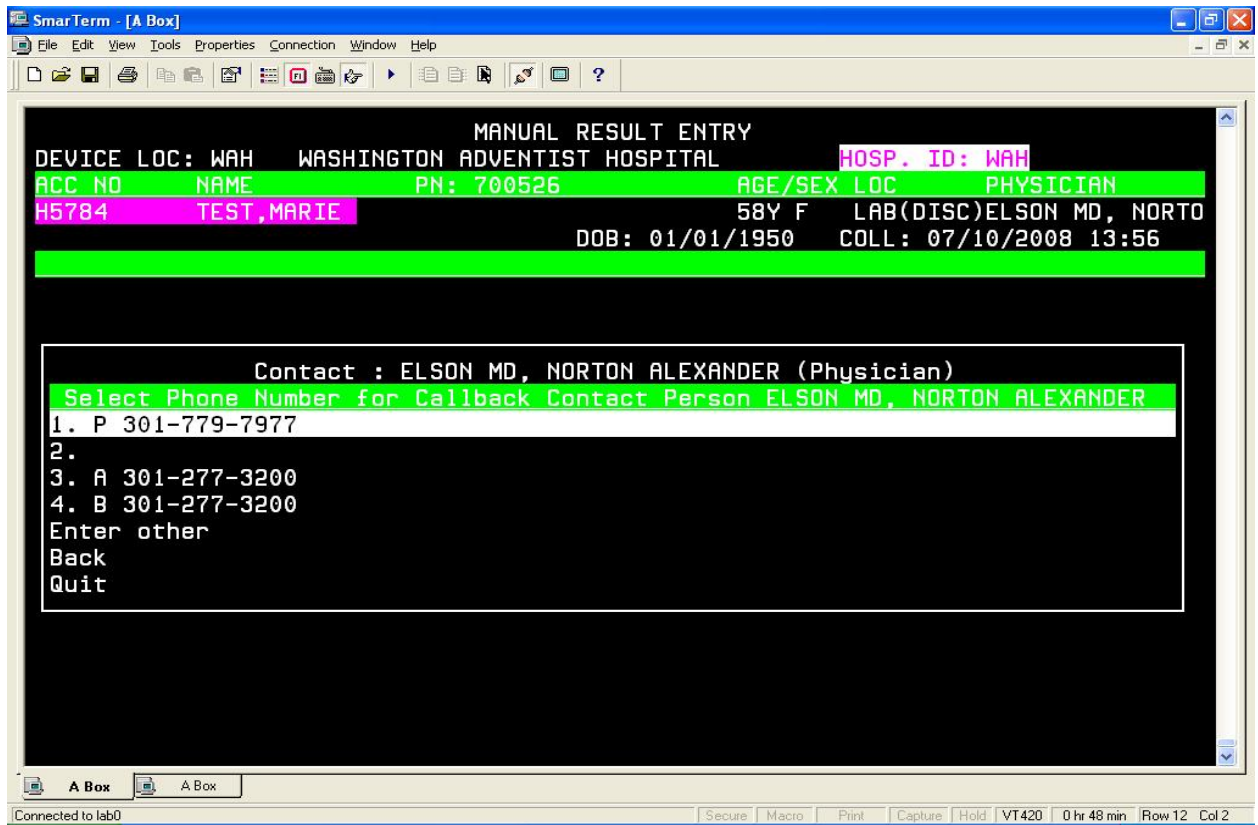 SmarTerm - [A Box]
File Edit View Tools Properties Connection Window Help
MANUAL RESULT ENTRY
DEVICE LOC: WAH WASHINGTON ADVENTIST HOSPITAL HOSP. ID: WAH
ACC NO NAME PN: 700526 AGE/SEX LOC PHYSICIAN
H5784 TEST,MARIE 58Y F LAB(DISC)ELSON MD, NORTO
DOB: 01/01/1950 COLL: 07/10/2008 13:56
Contact : ELSON MD, NORTON ALEXANDER (Physician)
Select Phone Number for Callback Contact Person ELSON MD, NORTON ALEXANDER
1. P 301-779-7977
2.
3. A 301-277-3200
4. B 301-277-3200
Enter other
Back
Quit
A Box A Box
Connected to lab0 Secure Macro Print Capture Hold VT420 0 hr 48 min Row 12 Col 2